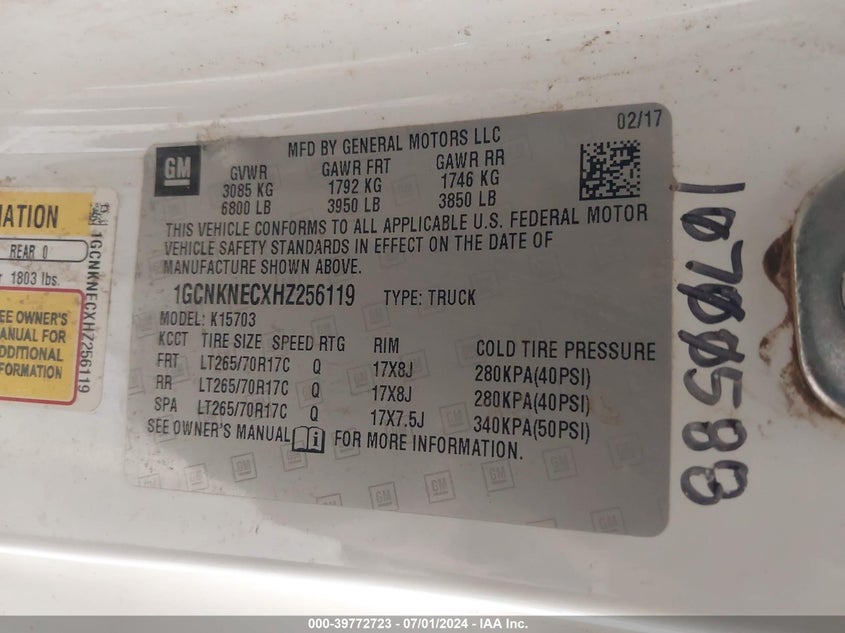 MATION
REAR 0
r 1803 lbs.
SEE OWNER'S
MANUAL FOR
ADDITIONAL
INFORMATION
1GCNKNECXHZ256119
GM
MFD BY GENERAL MOTORS LLC
02/17
GVWR GAWR FRT GAWR RR
3085 KG 1792 KG 1746 KG
6800 LB 3950 LB 3850 LB
THIS VEHICLE CONFORMS TO ALL APPLICABLE U.S. FEDERAL MOTOR
VEHICLE SAFETY STANDARDS IN EFFECT ON THE DATE OF
MANUFACTURE SHOWN ABOVE.
1GCNKNECXHZ256119 TYPE: TRUCK
MODEL: K15703
KCCT TIRE SIZE SPEED RTG RIM COLD TIRE PRESSURE
FRT LT265/70R17C Q 17X8J 280KPA(40PSI)
RR LT265/70R17C Q 17X8J 280KPA(40PSI)
SPA LT265/70R17C Q 17X7.5J 340KPA(50PSI)
SEE OWNER'S MANUAL FOR MORE INFORMATION.
000-39772723 - 07/01/2024 - IAA Inc.